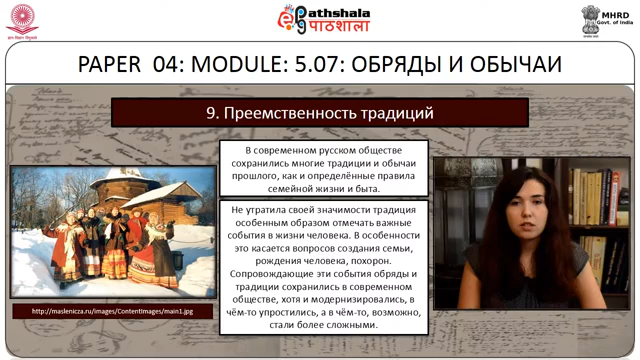 Pathshala
पाठशाला
MHRD
Govt. of India
PAPER 04: MODULE: 5.07: ОБРЯДЫ И ОБЫЧАИ
9. Преемственность традиций
В современном русском обществе
сохранились многие традиции и обычаи
прошлого, как и определённые правила
семейной жизни и быта.
Не утратила своей значимости традиция
особенным образом отмечать важные
события в жизни человека. В особенности
это касается вопросов создания семьи,
рождения человека, похорон.
Сопровождающие эти события обряды и
традиции сохранились в современном
обществе, хотя и модернизировались, в
чём-то упростились, а в чём-то, возможно,
стали более сложными.
http://maslenicza.ru/images/ContentImages/main1.jpg